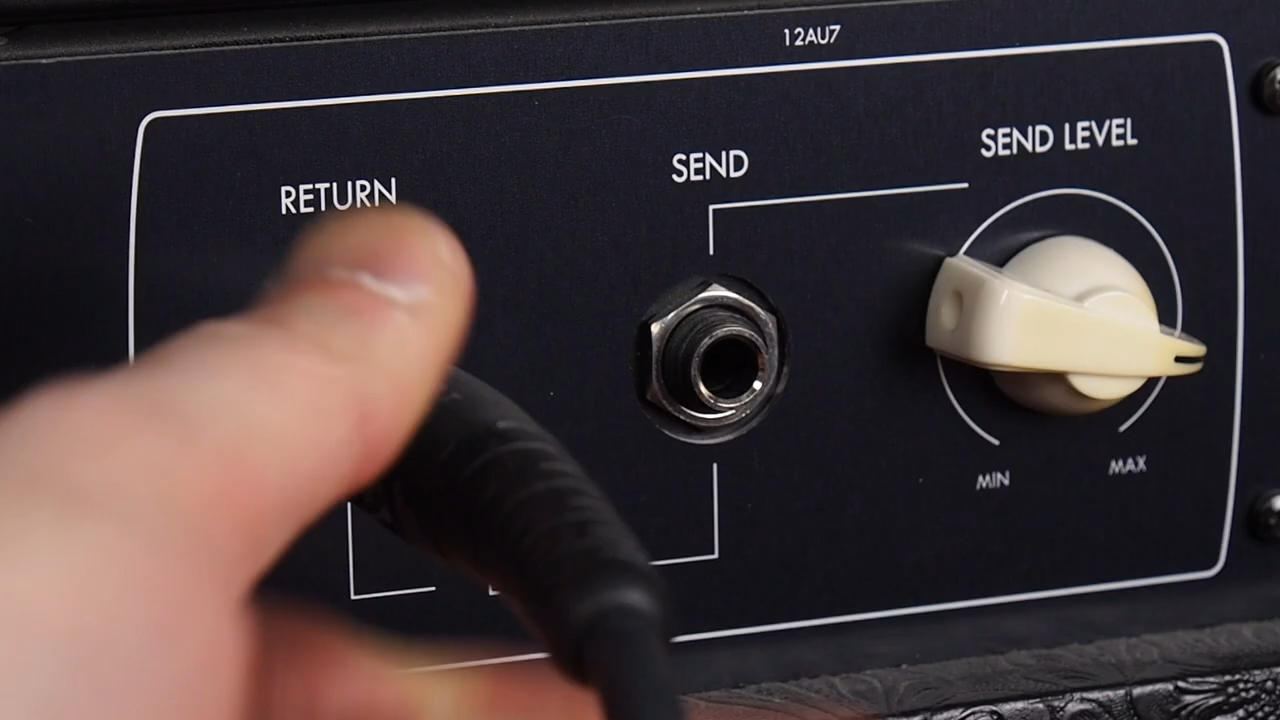 12AU7
RETURN
SEND
SEND LEVEL
MIN
MAX